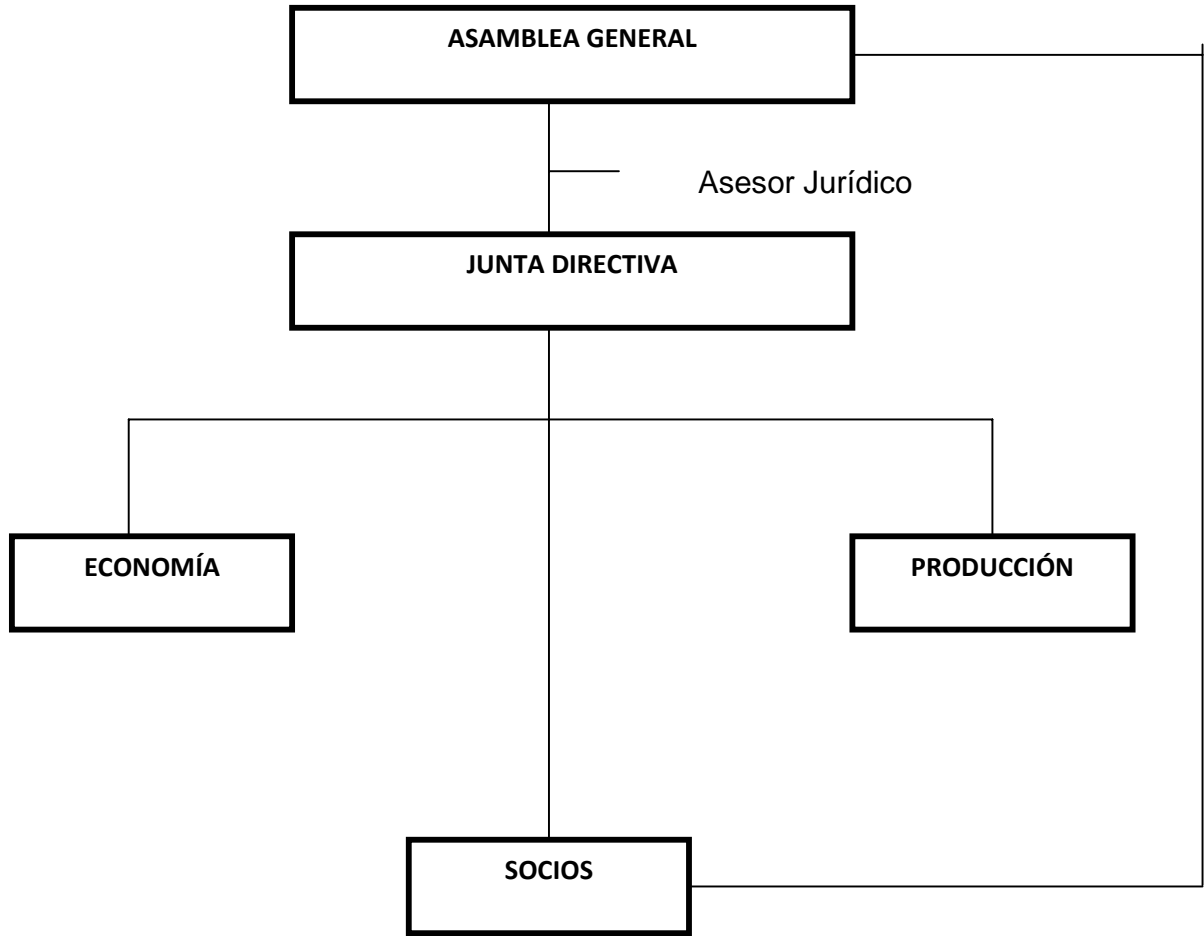 ASAMBLEA GENERAL
Asesor Jurídico
JUNTA DIRECTIVA
ECONOMÍA
PRODUCCIÓN
SOCIOS